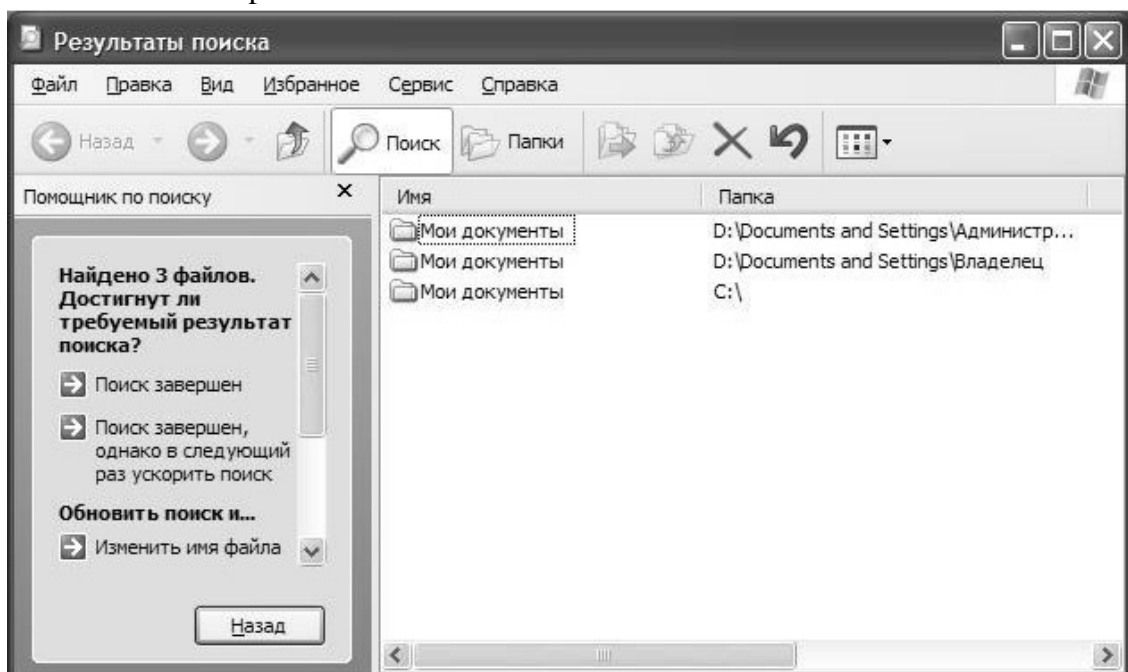 Результаты поиска
Файл Правка Вид Избранное Сервис Справка
Назад Поиск Папки
Помощник по поиску
Имя Папка
Мои документы D:\Documents and Settings\Администр...
Мои документы D:\Documents and Settings\Владелец
Мои документы C:\
Найдено 3 файлов.
Достигнут ли
требуемый результат
поиска?
Поиск завершен
Поиск завершен,
однако в следующий
раз ускорить поиск
Обновить поиск и...
Изменить имя файла
Назад